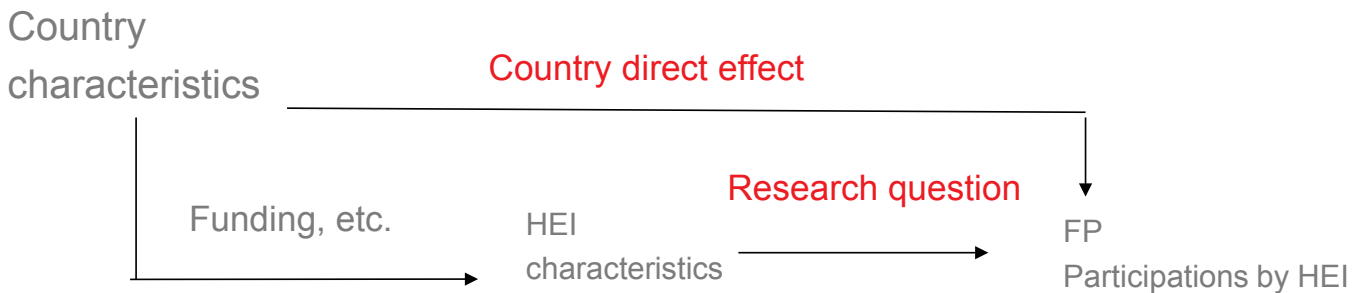 Country
characteristics
Country direct effect
Research question
Funding, etc.
HEI
characteristics
FP
Participations by HEI